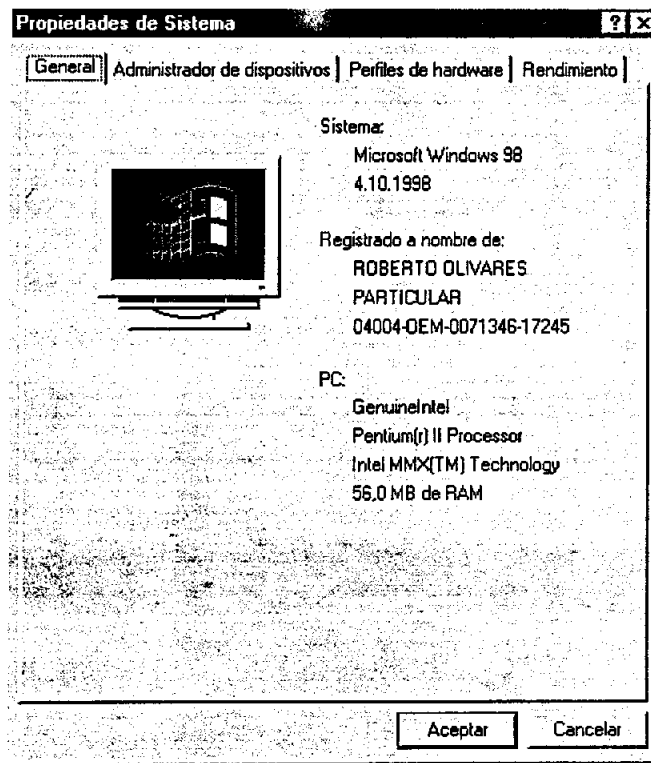 Propiedades de Sistema
General Administrador de dispositivos Perfiles de hardware Rendimiento
Sistema:
Microsoft Windows 98
4.10.1998
Registrado a nombre de:
ROBERTO OLIVARES
PARTICULAR
04004-OEM-0071346-17245
PC:
GenuineIntel
Pentium(r) II Processor
Intel MMX(TM) Technology
56,0 MB de RAM
Aceptar Cancelar